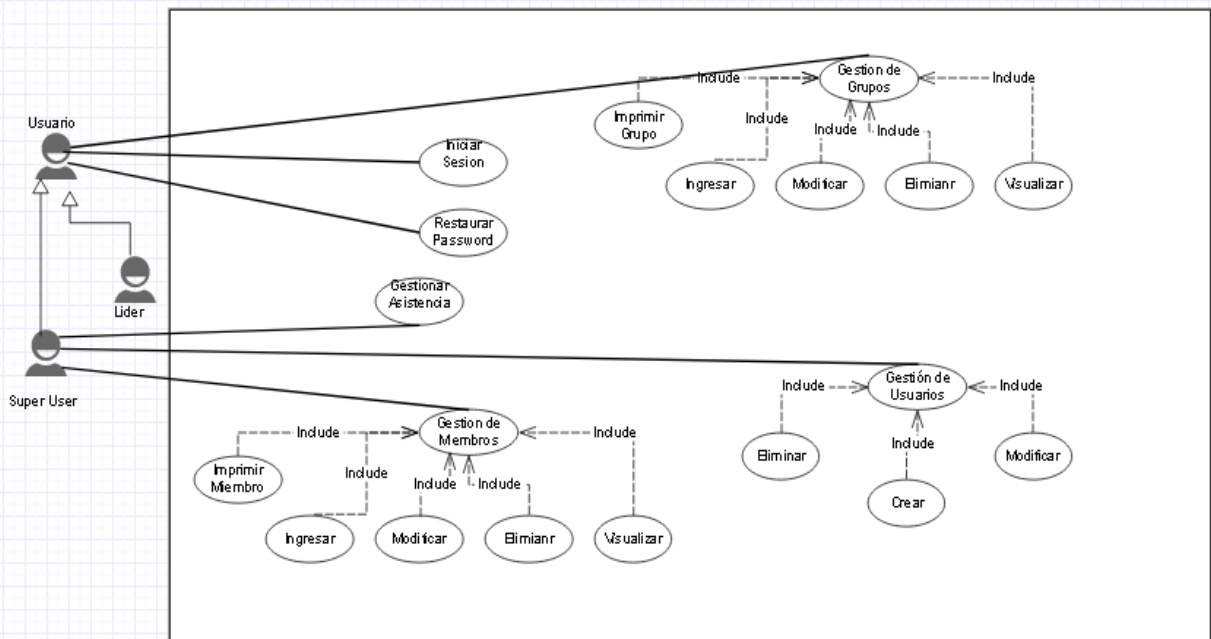 Usuario
Lider
Super User
Iniciar
Sesion
Restaurar
Password
Gestionar
Asistencia
Gestion de
Grupos
Include
Include
Include
Include
Include
Imprimir
Grupo
Ingresar
Modificar
Elimianr
Visualizar
Gestión de
Usuarios
Include
Include
Include
Eliminar
Crear
Modificar
Gestion de
Miembros
Include
Include
Include
Include
Include
Imprimir
Miembro
Ingresar
Modificar
Elimianr
Visualizar